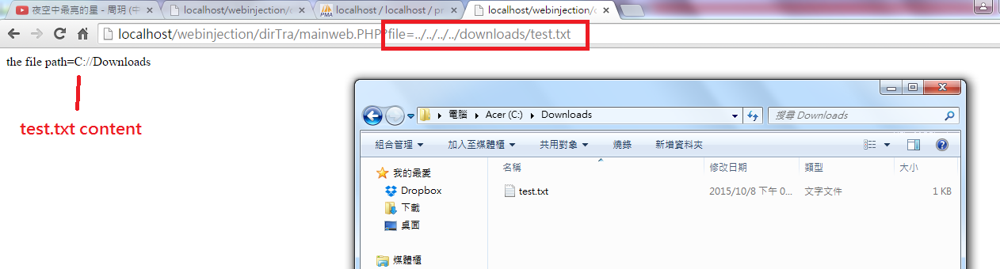 夜空中最亮的星 - 周玥 (中
localhost/webinjection/
localhost / localhost / pr
localhost/webinjection/d
localhost/webinjection/dirTra/mainweb.PHP?file=../../../../downloads/test.txt
the file path=C://Downloads
test.txt content
電腦 Acer (C:) Downloads
搜尋 Downloads
組合管理 加入至媒體櫃 共用對象 燒錄 新增資料夾
我的最愛
Dropbox
下載
桌面
媒體櫃
名稱 修改日期 類型 大小
test.txt 2015/10/8 下午 0... 文字文件 1 KB